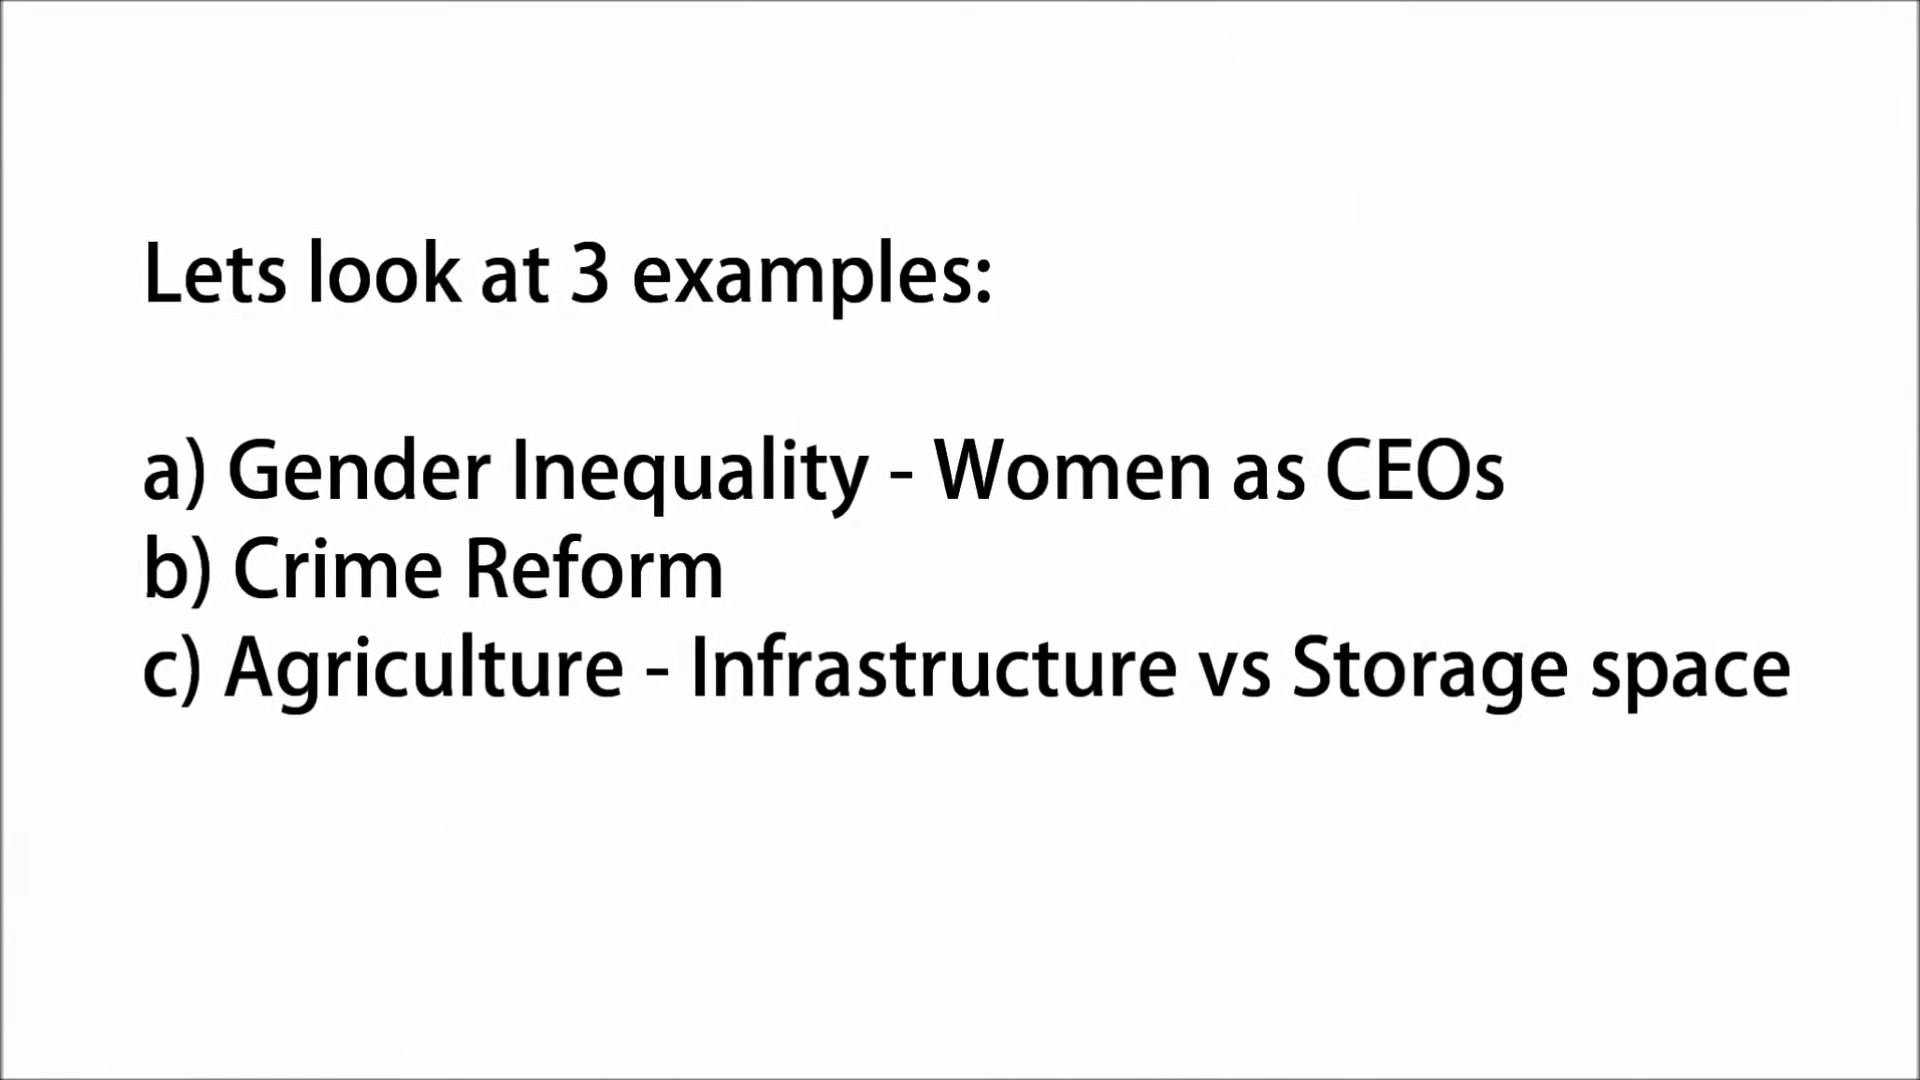 Lets look at 3 examples:
a) Gender Inequality - Women as CEOs
b) Crime Reform
c) Agriculture - Infrastructure vs Storage space